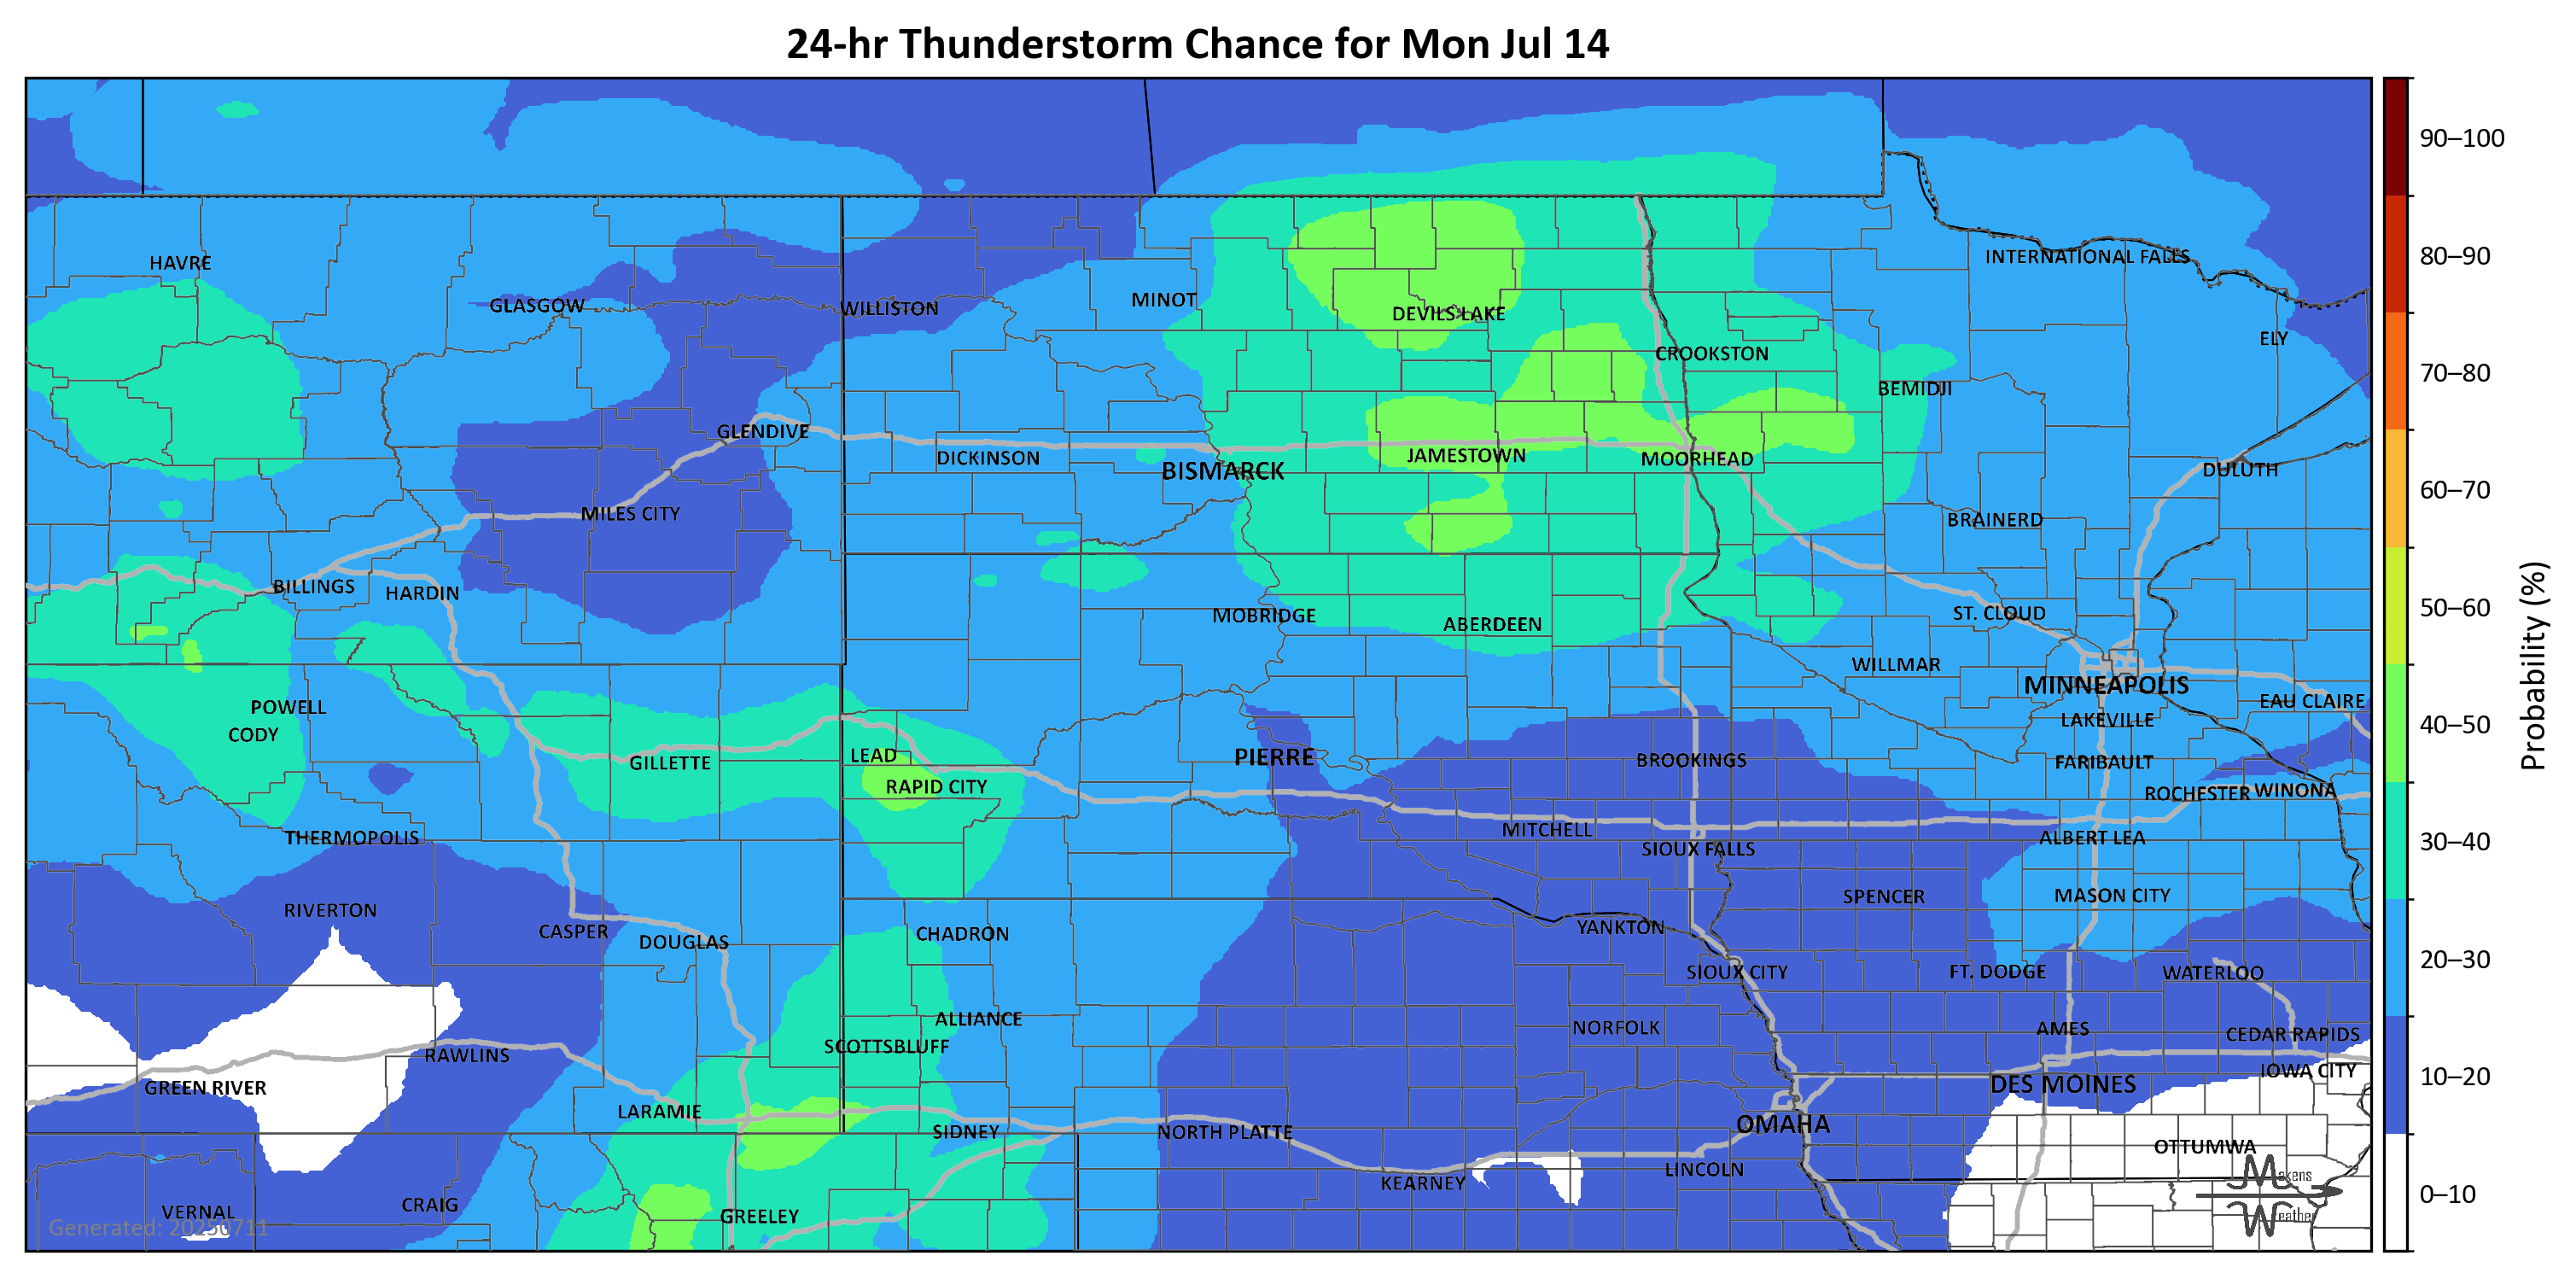 24-hr Thunderstorm Chance for Mon Jul 14
90–100
INTERNATIONAL FALLS
80–90
HAVRE
MINOT
GLASGOW
WILLISTON
DEVILS LAKE
ELY
CROOKSTON
70–80
BEMIDJI
GLENDIVE
60–70
DICKINSON
JAMESTOWN
MOORHEAD
BISMARCK
DULUTH
MILES CITY
BRAINERD
50–60
BILLINGS
HARDIN
MOBRIDGE
ABERDEEN
ST. CLOUD
Probability (%)
WILLMAR
MINNEAPOLIS
EAU CLAIRE
POWELL
LAKEVILLE
40–50
CODY
LEAD
PIERRE
BROOKINGS
GILLETTE
FARIBAULT
RAPID CITY
ROCHESTER
WINONA
MITCHELL
THERMOPOLIS
ALBERT LEA
30–40
SIOUX FALLS
SPENCER
MASON CITY
RIVERTON
CASPER
YANKTON
DOUGLAS
CHADRON
20–30
SIOUX CITY
FT. DODGE
WATERLOO
ALLIANCE
NORFOLK
AMES
CEDAR RAPIDS
SCOTTSBLUFF
RAWLINS
IOWA CITY
10–20
GREEN RIVER
DES MOINES
LARAMIE
OMAHA
SIDNEY
NORTH PLATTE
OTTUMWA
LINCOLN
KEARNEY
Makens
0–10
CRAIG
VERNAL
GREELEY
Weather
Generated: 20250711